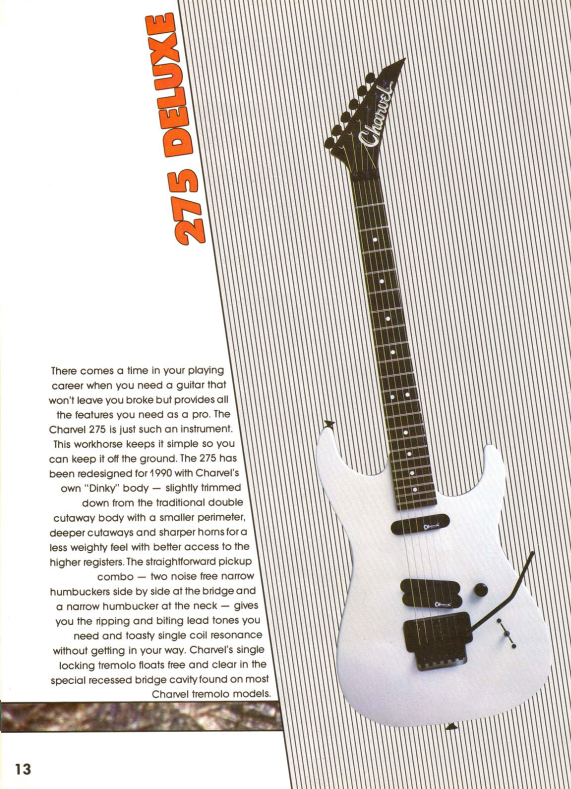 275 DELUXE
Charvel
There comes a time in your playing
career when you need a guitar that
won't leave you broke but provides all
the features you need as a pro. The
Charvel 275 is just such an instrument.
This workhorse keeps it simple so you
can keep it off the ground. The 275 has
been redesigned for 1990 with Charvel's
own "Dinky" body — slightly trimmed
down from the traditional double
cutaway body with a smaller perimeter,
deeper cutaways and sharper horns for a
less weighty feel with better access to the
higher registers. The straightforward pickup
combo — two noise free narrow
humbuckers side by side at the bridge and
a narrow humbucker at the neck — gives
you the ripping and biting lead tones you
need and toasty single coil resonance
without getting in your way. Charvel's single
locking tremolo floats free and clear in the
special recessed bridge cavity found on most
Charvel tremolo models.
13